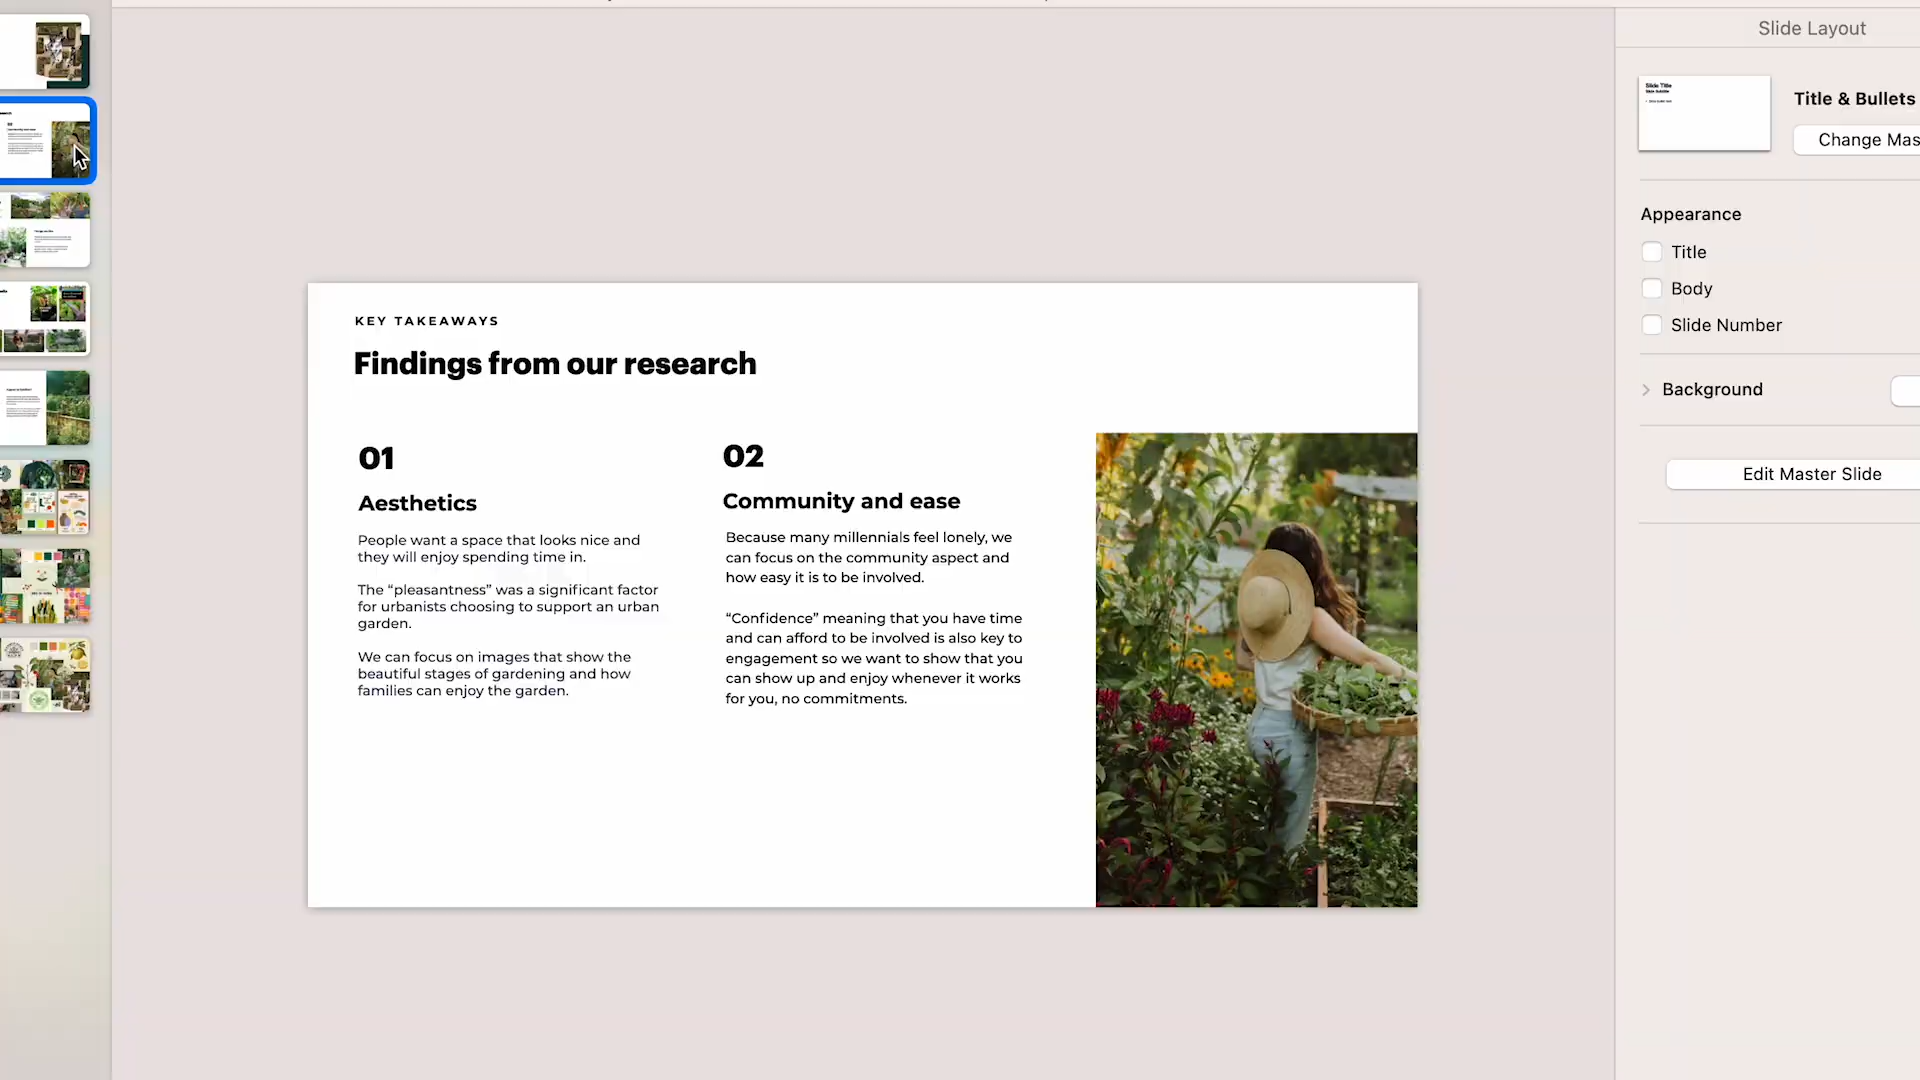 Slide Layout
Slide Title
Title & Bullets
Change Mas
Appearance
Title
Body
Slide Number
Background
Edit Master Slide
KEY TAKEAWAYS
Findings from our research
01
Aesthetics
People want a space that looks nice and
they will enjoy spending time in.
The “pleasantness” was a significant factor
for urbanists choosing to support an urban
garden.
We can focus on images that show the
beautiful stages of gardening and how
families can enjoy the garden.
02
Community and ease
Because many millennials feel lonely, we
can focus on the community aspect and
how easy it is to be involved.
“Confidence” meaning that you have time
and can afford to be involved is also key to
engagement so we want to show that you
can show up and enjoy whenever it works
for you, no commitments.